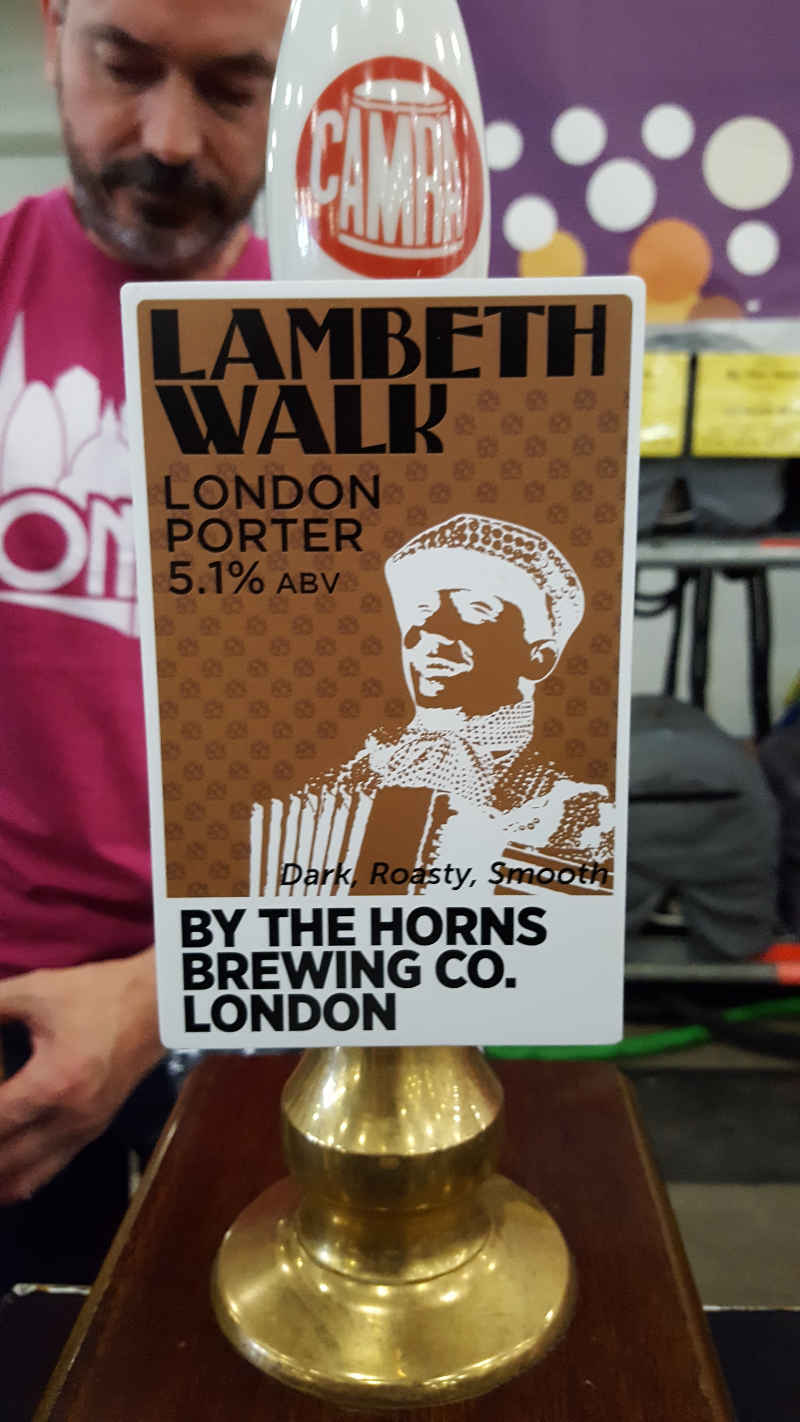 CAMRA
LAMBETH
WALK
LONDON
PORTER
5.1% ABV
Dark, Roasty, Smooth
BY THE HORNS
BREWING CO.
LONDON